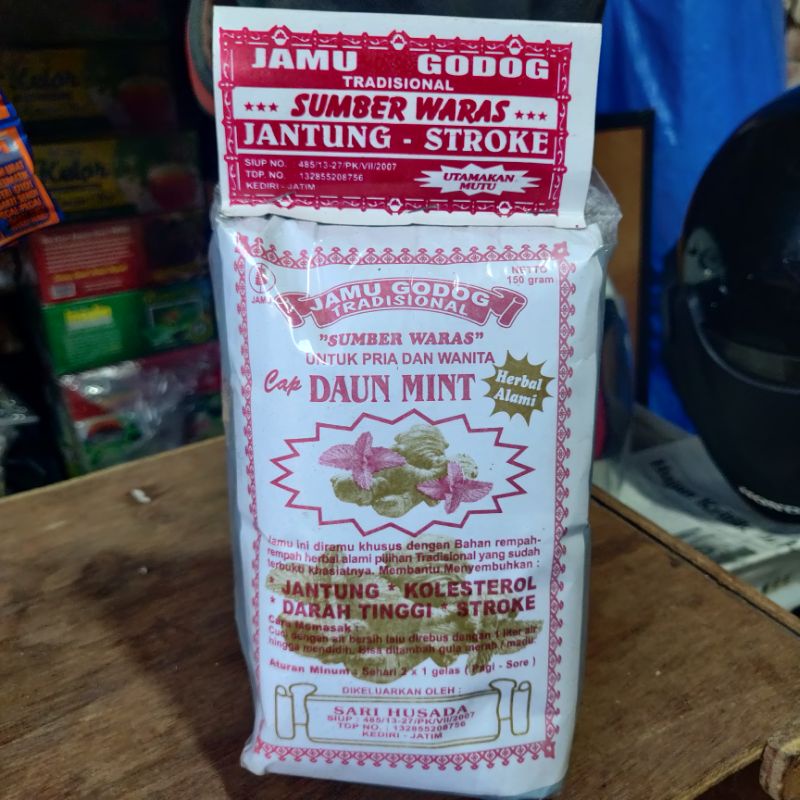 JAMU GODOG
TRADISIONAL
*** SUMBER WARAS ***
JANTUNG - STROKE
SIUP NO. 485/13-27/PK/VII/2007
TDP. NO. 132855208756
KEDIRI - JATIM
UTAMAKAN
MUTU
NETTO
150 gram
JAMU
JAMU GODOG
TRADISIONAL
"SUMBER WARAS"
UNTUK PRIA DAN WANITA
Cap DAUN MINT
Herbal
Alami
Jamu ini diramu khusus dengan Bahan rempah-
rempah herbal alami pilihan Tradisional yang sudah
terbuku khasiatnya. Membantu Menyembuhkan :
* JANTUNG * KOLESTEROL
* DARAH TINGGI * STROKE
Cara Memasak :
Cuci dengan air bersih lalu direbus dengan 1 liter air
hingga mendidih. Bisa ditambah gula merah / madu.
Aturan Minum : Sehari 2 x 1 gelas ( Pagi - Sore )
DIKELUARKAN OLEH :
SARI HUSADA
SIUP : 485/13-27/PK/VII/2007
TDP NO. : 132855208756
KEDIRI - JATIM
Kelor
Kelor